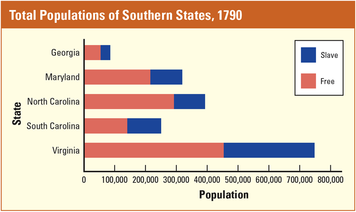 Total Populations of Southern States, 1790
Georgia
Maryland
North Carolina
South Carolina
Virginia
State
Slave
Free
0 100,000 200,000 300,000 400,000 500,000 600,000 700,000 800,000
Population